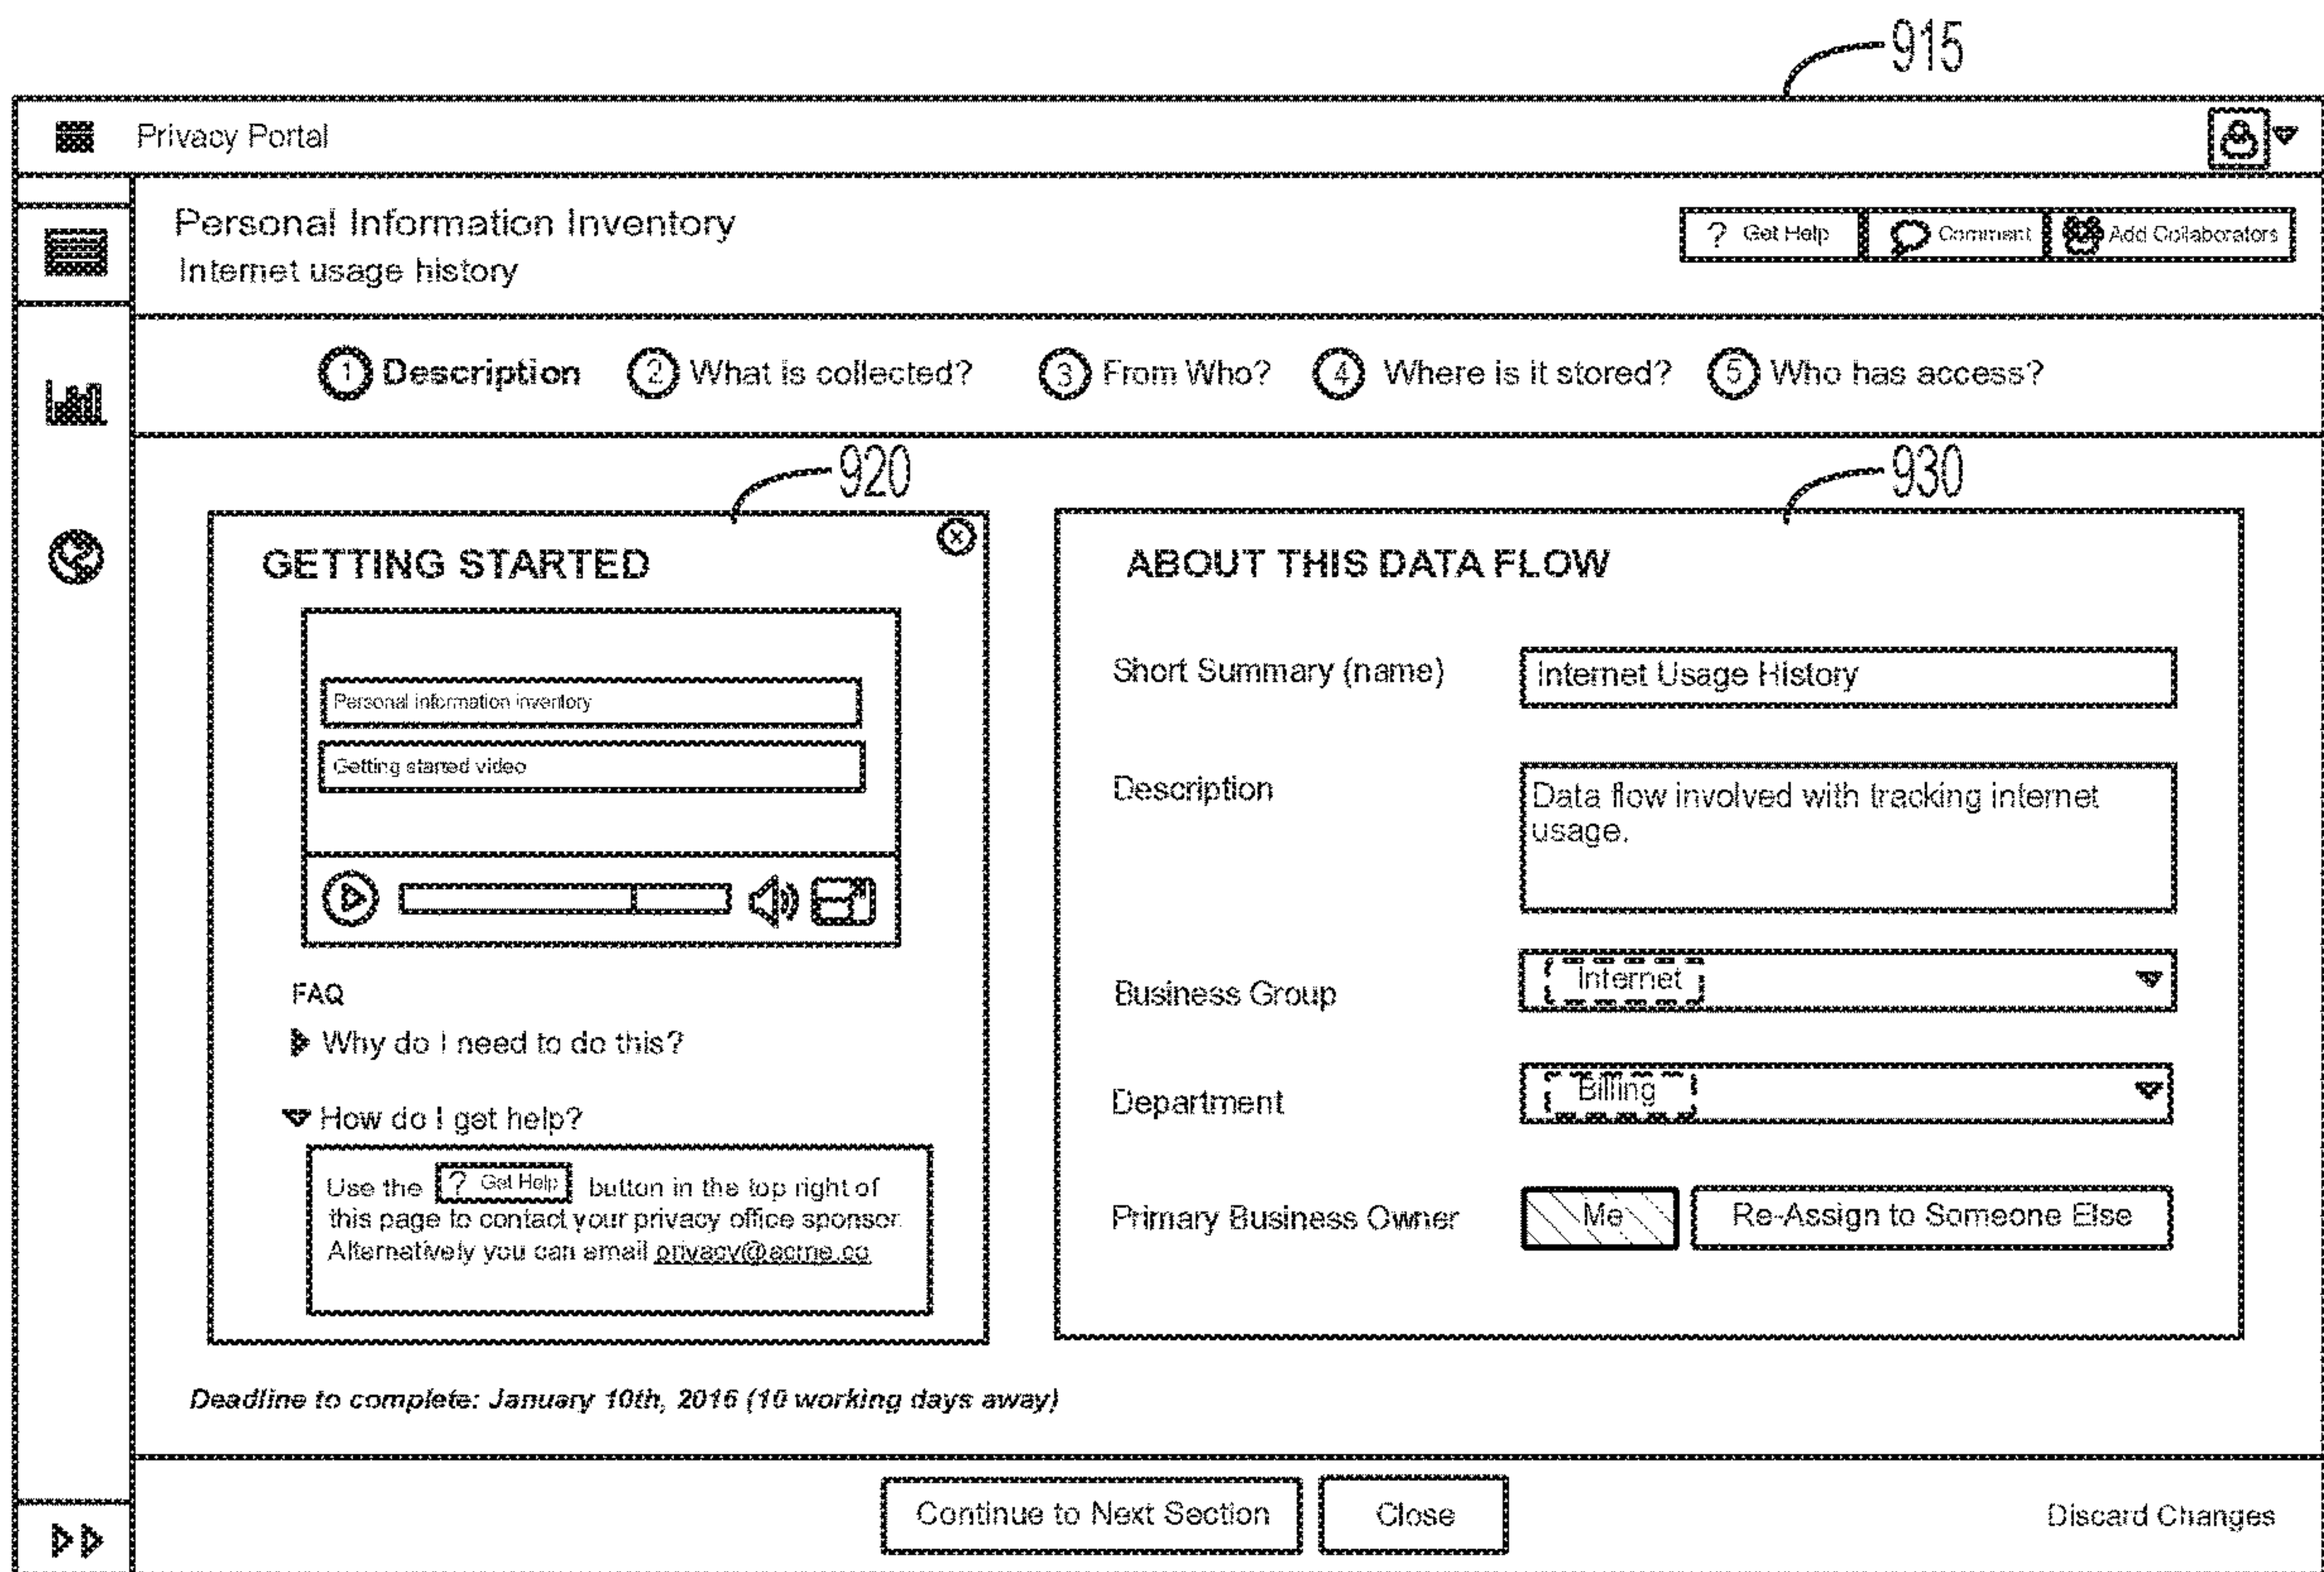 915
Privacy Portal
Personal Information Inventory
Internet usage history
? Get Help
Comment
Add Collaborators
1 Description
2 What is collected?
3 From Who?
4 Where is it stored?
5 Who has access?
920
GETTING STARTED
Personal information inventory
Getting started video
FAQ
Why do I need to do this?
How do I get help?
Use the ? Get Help button in the top right of
this page to contact your privacy office sponsor.
Alternatively you can email privacy@acme.co
930
ABOUT THIS DATA FLOW
Short Summary (name)
Internet Usage History
Description
Data flow involved with tracking internet
usage.
Business Group
Internet
Department
Billing
Primary Business Owner
Me
Re-Assign to Someone Else
Deadline to complete: January 10th, 2016 (10 working days away)
Continue to Next Section
Close
Discard Changes